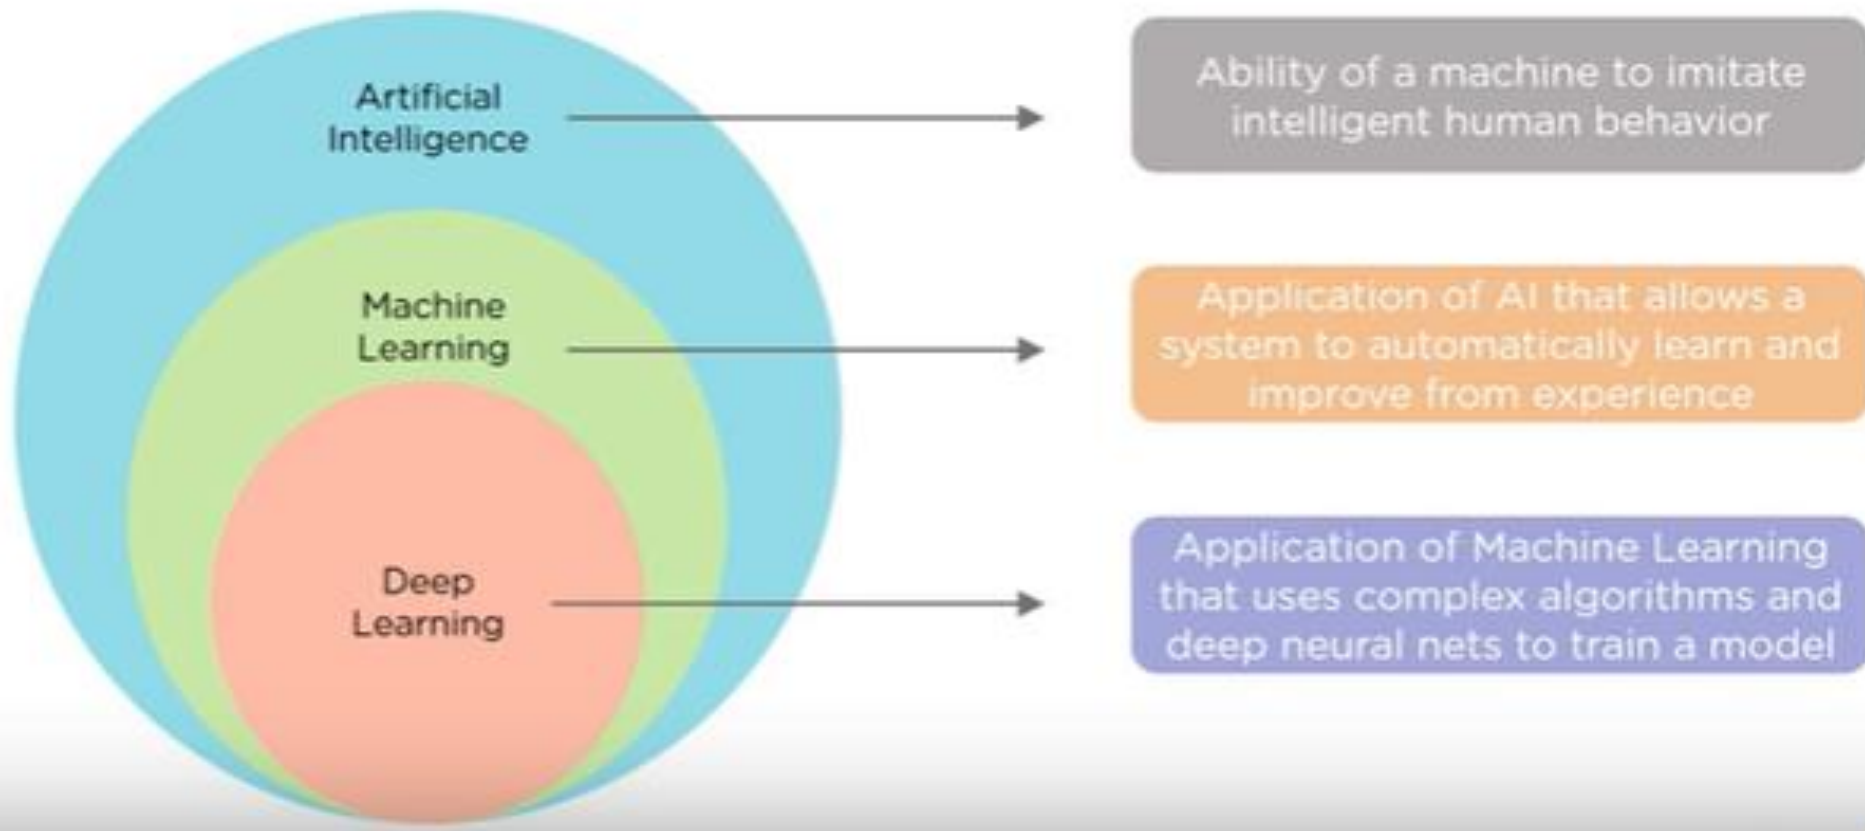 Artificial
Intelligence
Ability of a machine to imitate
intelligent human behavior
Machine
Learning
Application of AI that allows a
system to automatically learn and
improve from experience
Deep
Learning
Application of Machine Learning
that uses complex algorithms and
deep neural nets to train a model